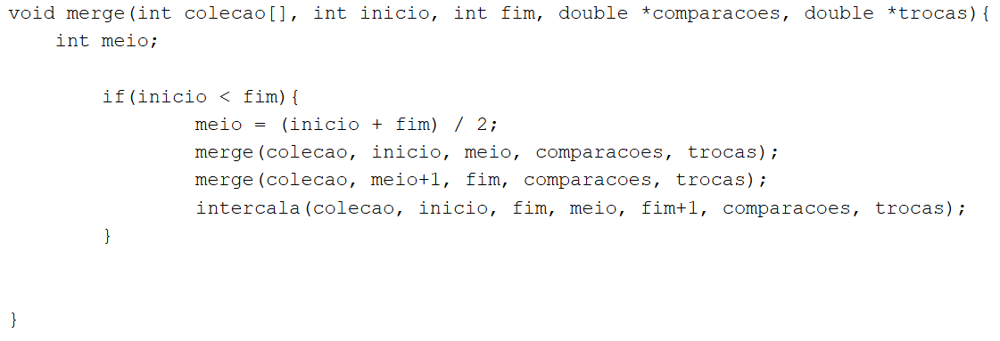 void merge(int colecao[], int inicio, int fim, double *comparacoes, double *trocas){
    int meio;
        if(inicio < fim){
                meio = (inicio + fim) / 2;
                merge(colecao, inicio, meio, comparacoes, trocas);
                merge(colecao, meio+1, fim, comparacoes, trocas);
                intercala(colecao, inicio, fim, meio, fim+1, comparacoes, trocas);
        }
}